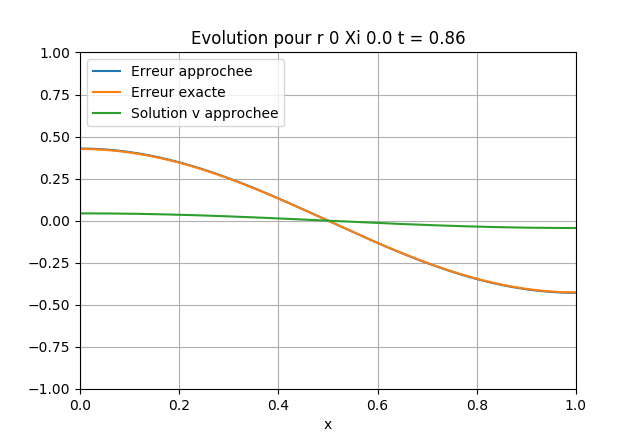 Evolution pour r 0 Xi 0.0 t = 0.86
1.00
0.75
0.50
0.25
0.00
−0.25
−0.50
−0.75
−1.00
Erreur approchee
Erreur exacte
Solution v approchee
0.0 0.2 0.4 0.6 0.8 1.0
x